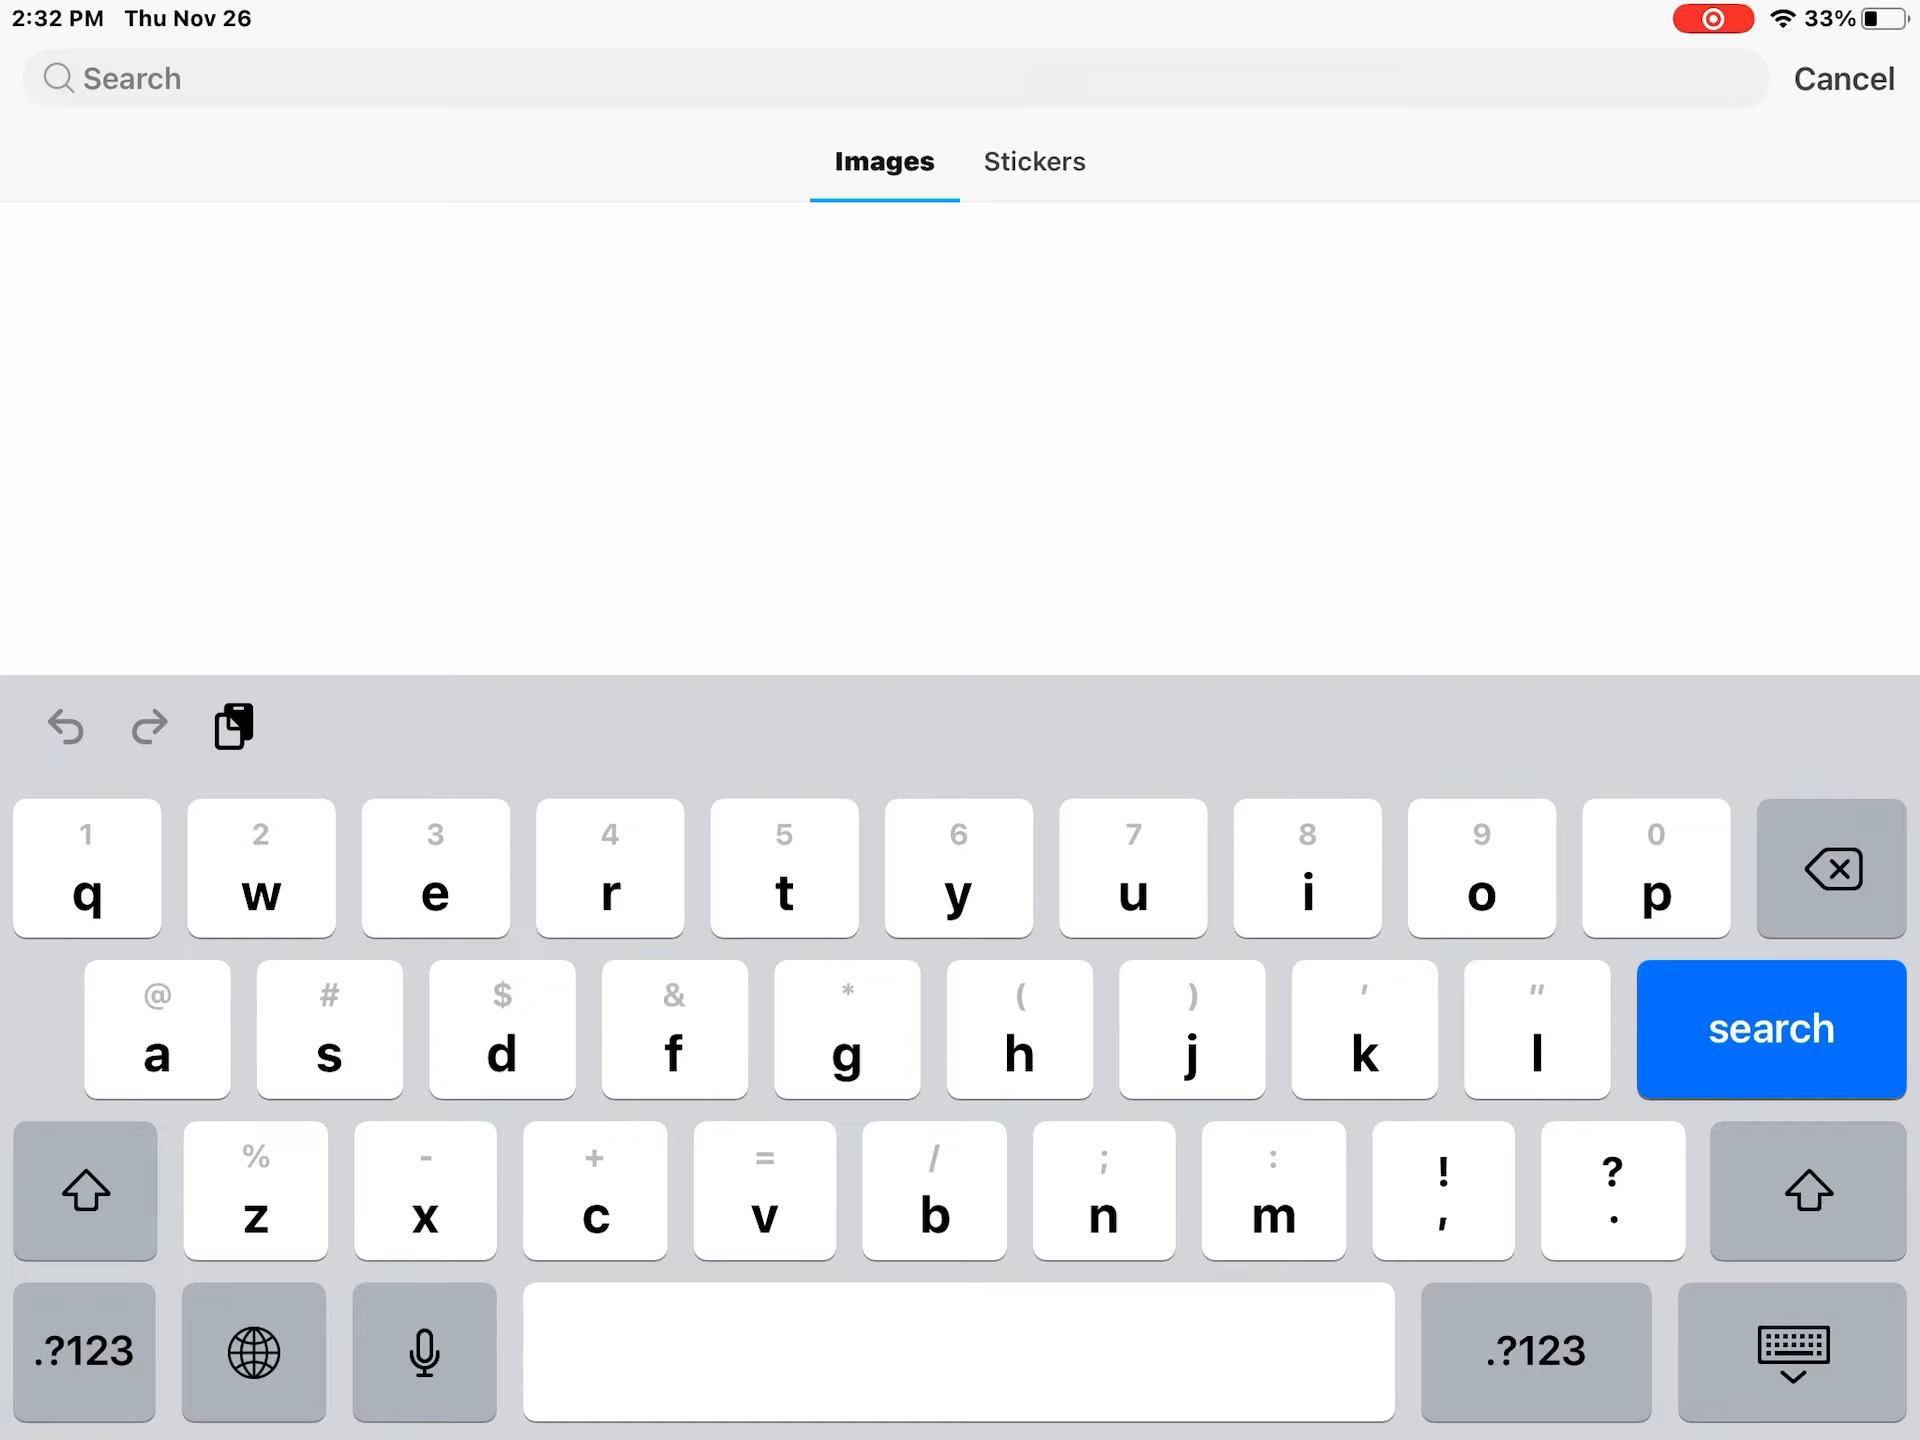 2:32 PM Thu Nov 26 33%
Search Cancel
Images Stickers
1 2 3 4 5 6 7 8 9 0
q w e r t y u i o p
@ # $ & * ( ) ' "
a s d f g h j k l search
% - + = / ; : ! ?
z x c v b n m , .
.?123 .?123